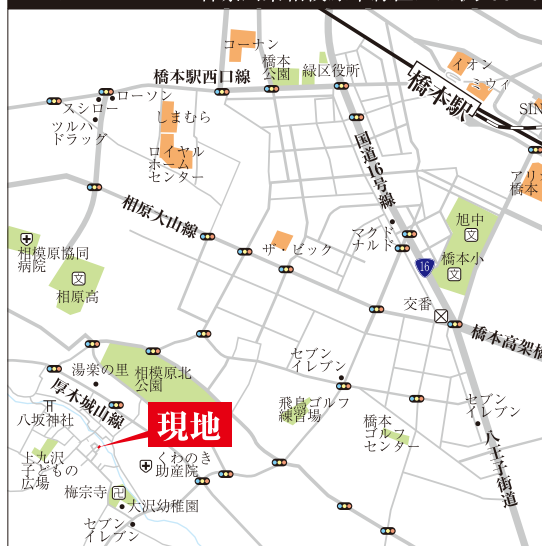 コーナン
橋本
公園
緑区役所
イオン
ミウィ
橋本駅
橋本駅西口線
ローソン
スシロー
ツルハ
ドラッグ
しまむら
ロイヤル
ホーム
センター
国道16号線
SIN
アリ
橋本
相原大山線
マクド
ナルド
旭中
文
橋本小
文
相模原協同
病院
文
相原高
ザ・ビック
16
交番
橋本高架橋
湯楽の里
相模原北
公園
セブン
イレブン
厚木城山線
八坂神社
現地
飛鳥ゴルフ
練習場
橋本
ゴルフ
センター
セブン
イレブン
八王子街道
上九沢
子どもの
広場
くわのき
助産院
梅宗寺
大沢幼稚園
セブン
イレブン